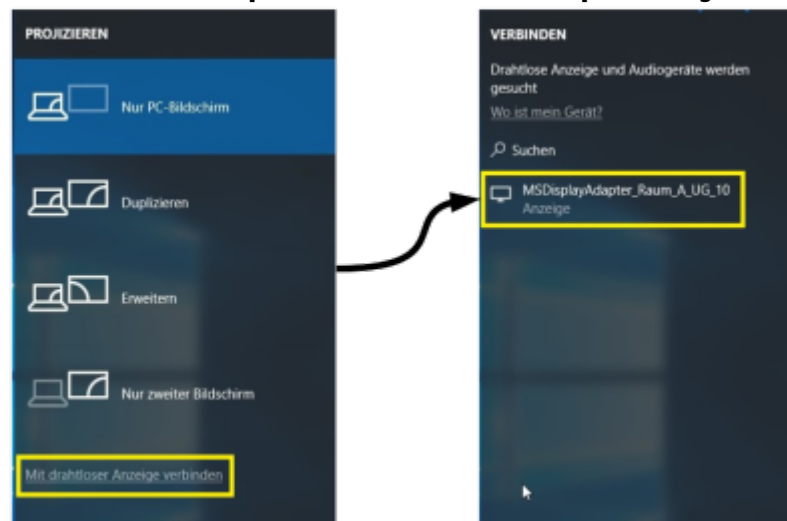 PROJIZIEREN
Nur PC-Bildschirm
Duplizieren
Erweitern
Nur zweiter Bildschirm
Mit drahtloser Anzeige verbinden
VERBINDEN
Drahtlose Anzeige und Audiogeräte werden
gesucht
Wo ist mein Gerät?
Suchen
MSDisplayAdapter_Raum_A_UG_10
Anzeige